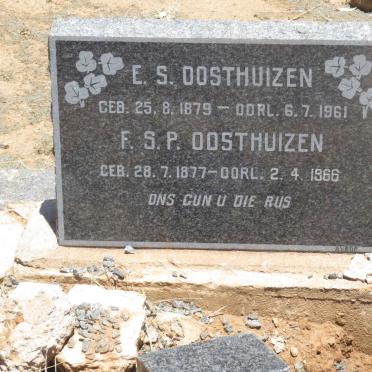 E. S. OOSTHUIZEN
GEB. 25. 8. 1879 — OORL. 6. 7. 1961
F. S. P. OOSTHUIZEN
GEB. 28. 7. 1877 — OORL. 2. 4. 1966
ONS GUN U DIE RUS